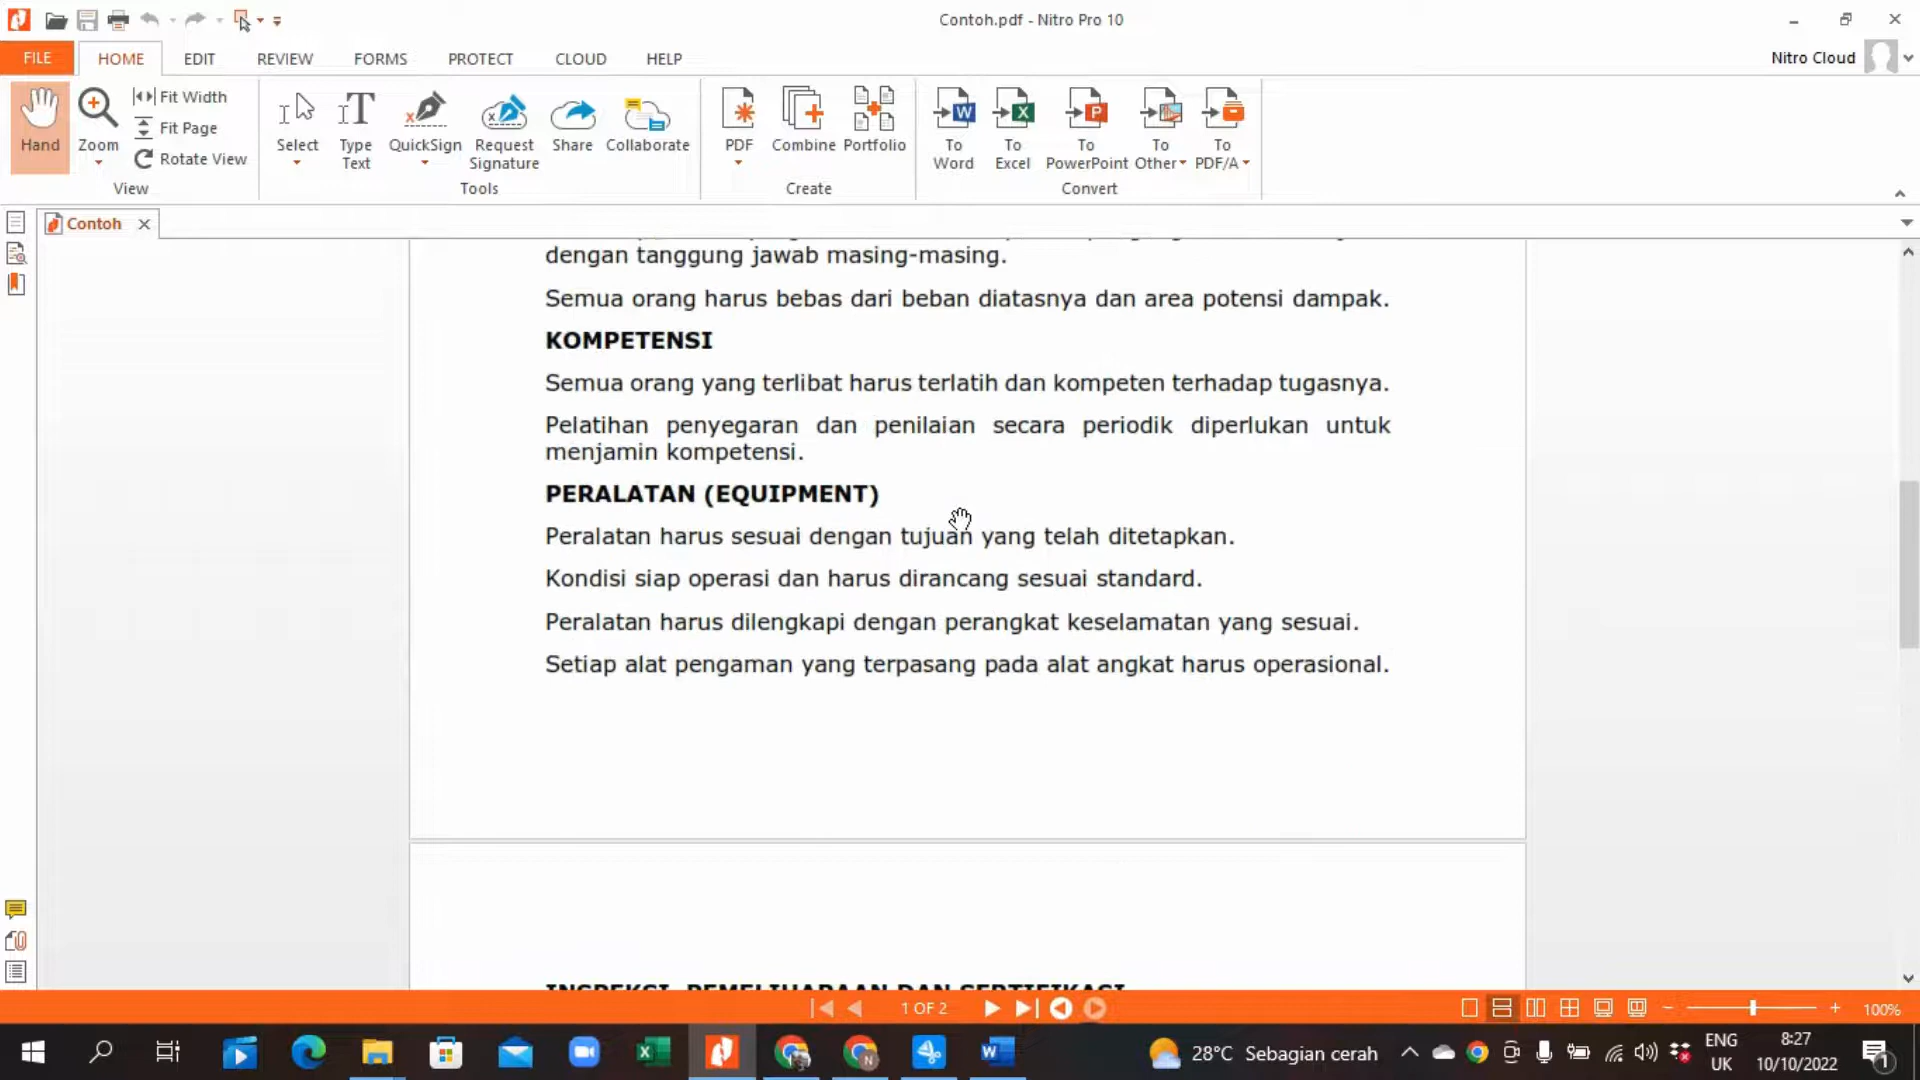 Contoh.pdf - Nitro Pro 10
FILE HOME EDIT REVIEW FORMS PROTECT CLOUD HELP
Nitro Cloud
Hand
Zoom
Fit Width
Fit Page
Rotate View
View
Select
Type Text
QuickSign
Request Signature
Share
Collaborate
Tools
PDF
Combine
Portfolio
Create
To Word
To Excel
To PowerPoint
To Other
To PDF/A
Convert
Contoh
dengan tanggung jawab masing-masing.
Semua orang harus bebas dari beban diatasnya dan area potensi dampak.
KOMPETENSI
Semua orang yang terlibat harus terlatih dan kompeten terhadap tugasnya.
Pelatihan penyegaran dan penilaian secara periodik diperlukan untuk
menjamin kompetensi.
PERALATAN (EQUIPMENT)
Peralatan harus sesuai dengan tujuan yang telah ditetapkan.
Kondisi siap operasi dan harus dirancang sesuai standard.
Peralatan harus dilengkapi dengan perangkat keselamatan yang sesuai.
Setiap alat pengaman yang terpasang pada alat angkat harus operasional.
INSPEKSI, PEMELIHARAAN DAN SERTIFIKASI
1 OF 2
100%
28°C Sebagian cerah
ENG
UK
8:27
10/10/2022
1